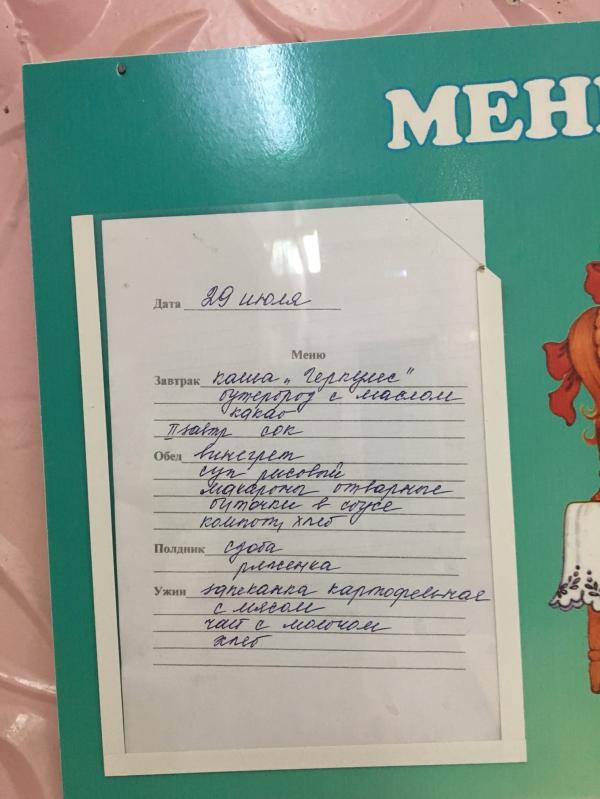 МЕН
Дата 29 июля
Меню
Завтрак каша „Геркулес"
бутерброд с маслом
какао
II завтр сок
Обед винегрет
суп рисовый
макароны отварные
биточки в соусе
компот, хлеб
Полдник сдоба
ряженка
Ужин запеканка картофельная
с мясом
чай с молоком
хлеб